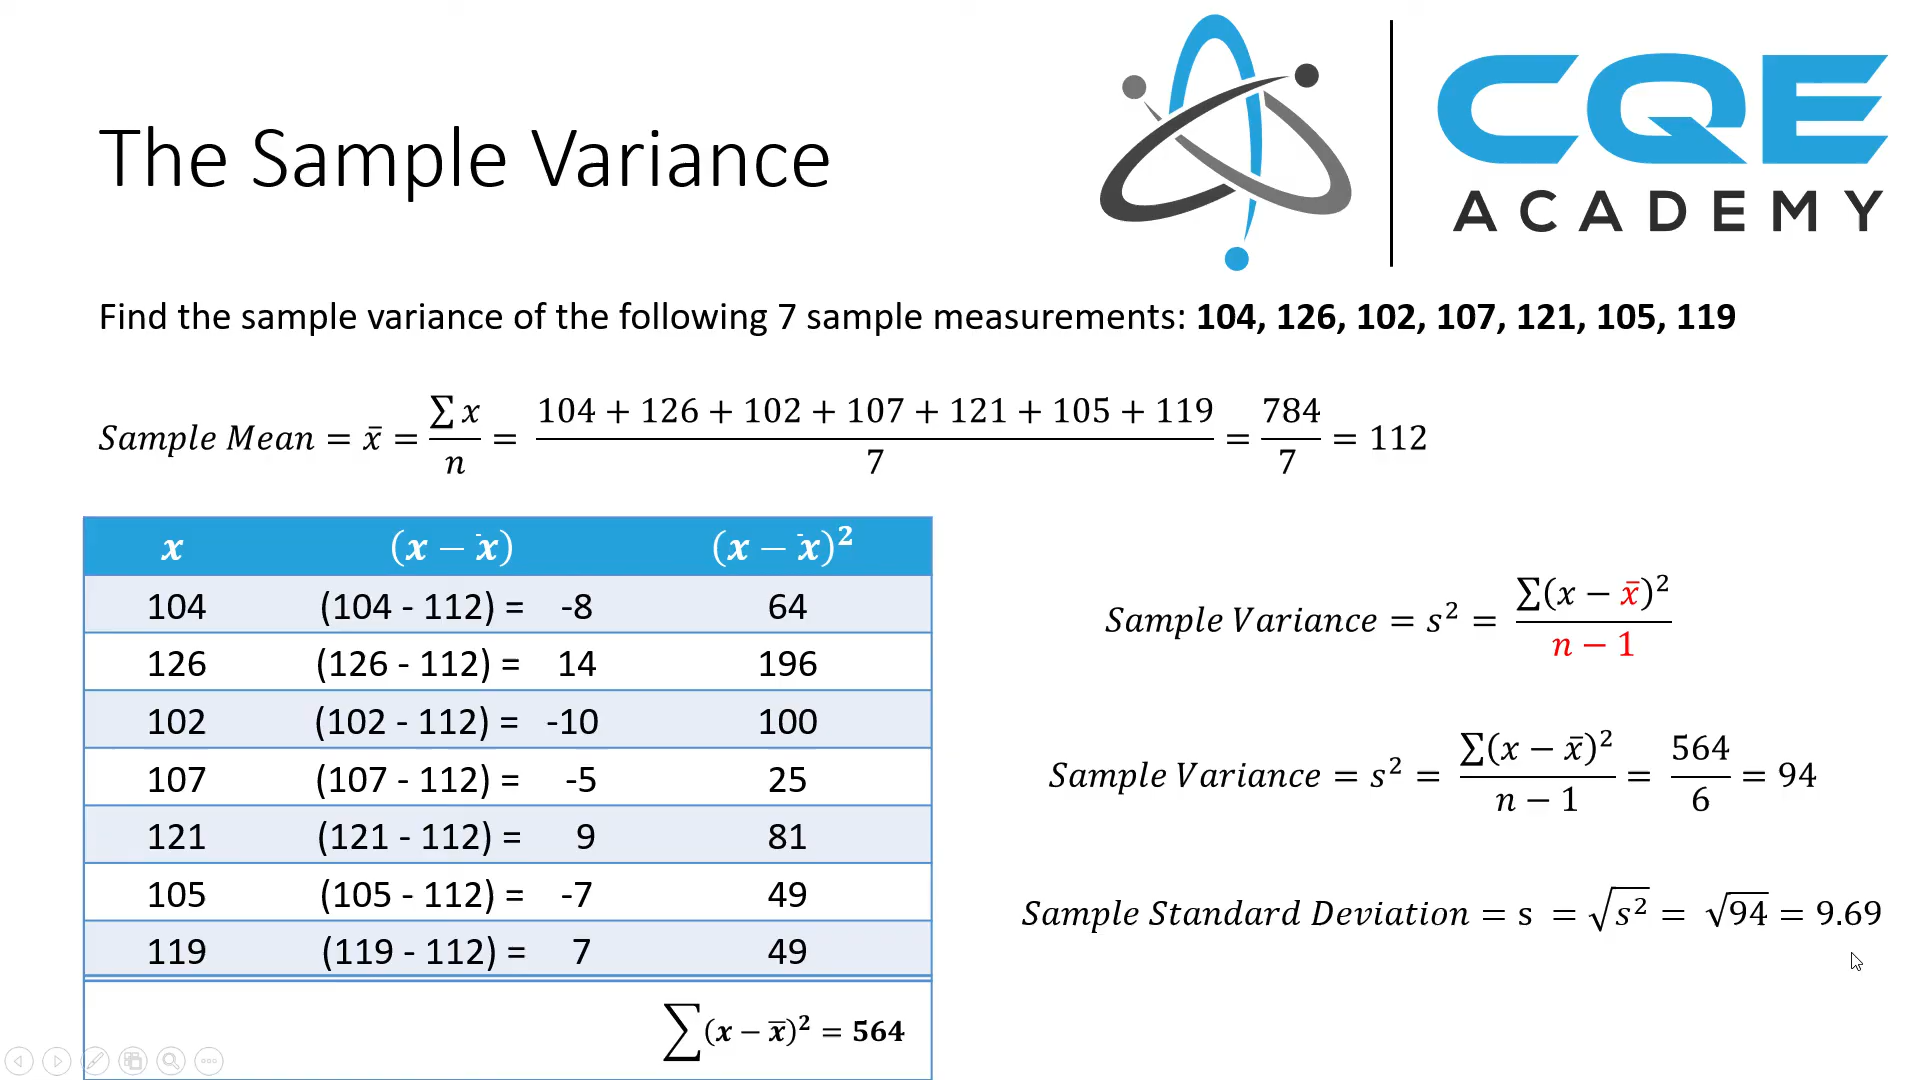 CQE
ACADEMY
The Sample Variance
Find the sample variance of the following 7 sample measurements: 104, 126, 102, 107, 121, 105, 119
Sample Mean = x̄ = ∑x / n = (104 + 126 + 102 + 107 + 121 + 105 + 119) / 7 = 784 / 7 = 112
x (x − x̄) (x − x̄)²
104 (104 - 112) = -8 64
126 (126 - 112) = 14 196
102 (102 - 112) = -10 100
107 (107 - 112) = -5 25
121 (121 - 112) = 9 81
105 (105 - 112) = -7 49
119 (119 - 112) = 7 49
∑(x − x̄)² = 564
Sample Variance = s² = ∑(x − x̄)² / n − 1
Sample Variance = s² = ∑(x − x̄)² / n − 1 = 564 / 6 = 94
Sample Standard Deviation = s = √s² = √94 = 9.69